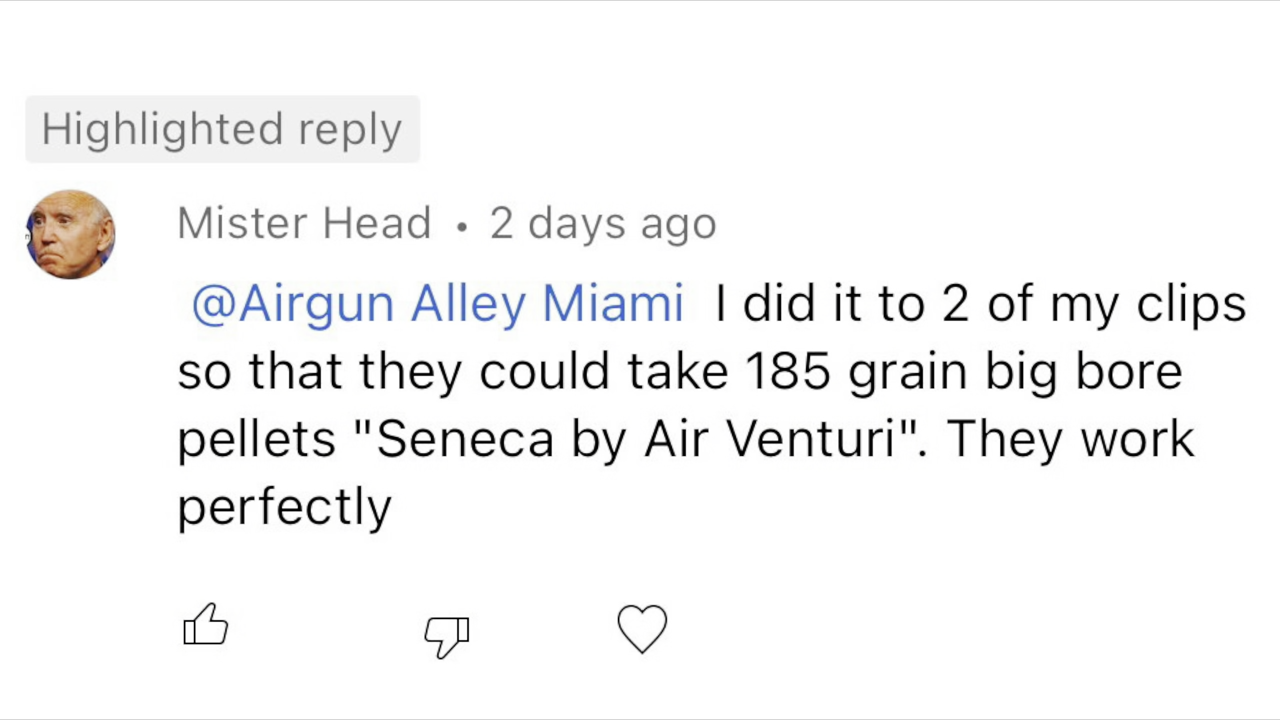 Highlighted reply
Mister Head • 2 days ago
@Airgun Alley Miami I did it to 2 of my clips
so that they could take 185 grain big bore
pellets "Seneca by Air Venturi". They work
perfectly